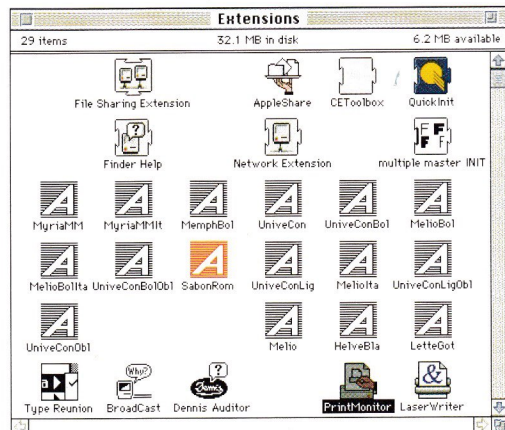 Extensions
29 items 32.1 MB in disk 6.2 MB available
File Sharing Extension AppleShare CEToolbox QuickInit
Finder Help Network Extension multiple master INIT
MyriaMM MyriaMMIt MemphBol UniveCon UniveConBol MelioBol
MelioBolIta UniveConBolObl SabonRom UniveConLig MelioIta UniveConLigObl
UniveConObl Melio HelveBla LetteGot
Why? ?
Type Reunion BroadCast Dennis Auditor PrintMonitor LaserWriter